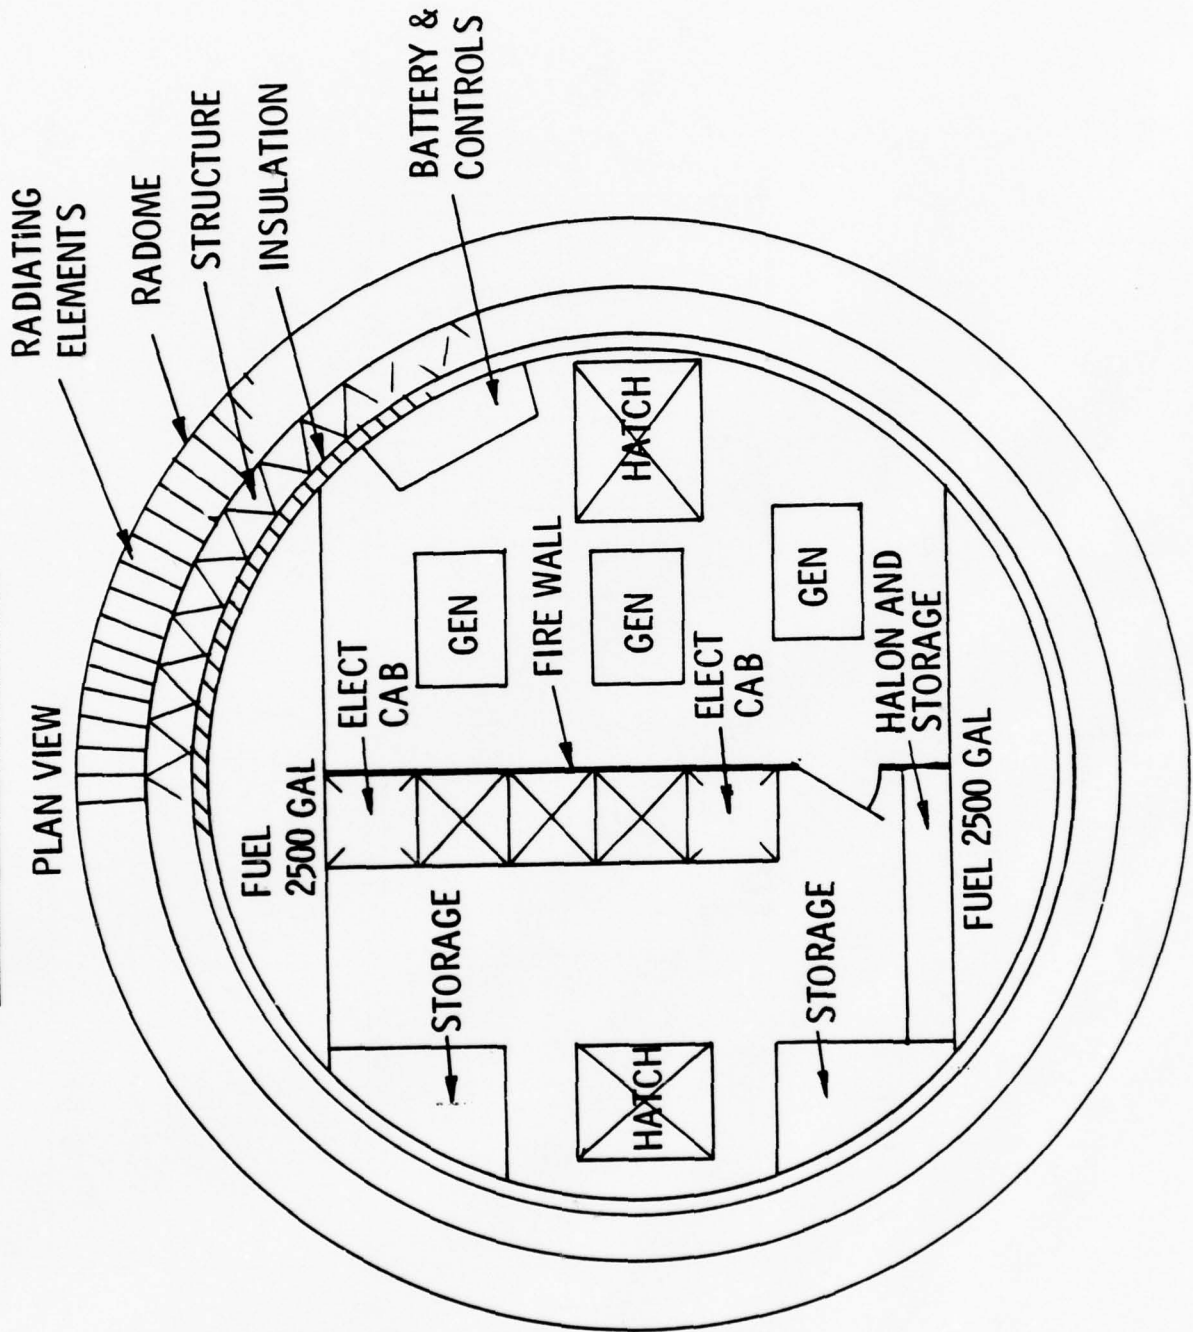 PLAN VIEW
RADIATING
ELEMENTS
RADOME
STRUCTURE
INSULATION
BATTERY &
CONTROLS
FUEL
2500 GAL
ELECT
CAB
GEN
HATCH
STORAGE
FIRE WALL
GEN
HATCH
ELECT
CAB
GEN
STORAGE
HALON AND
STORAGE
FUEL 2500 GAL